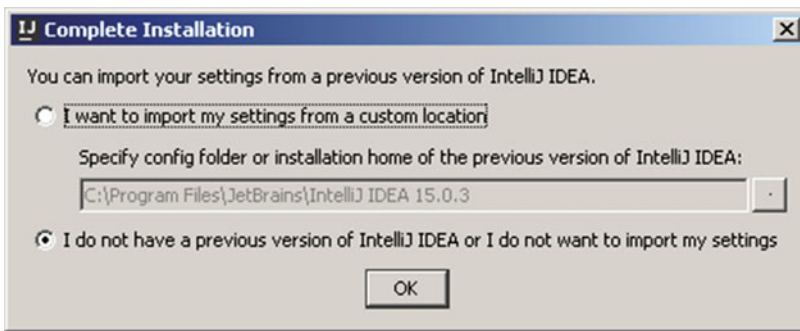 IJ Complete Installation
You can import your settings from a previous version of IntelliJ IDEA.
I want to import my settings from a custom location
Specify config folder or installation home of the previous version of IntelliJ IDEA:
C:\Program Files\JetBrains\IntelliJ IDEA 15.0.3
I do not have a previous version of IntelliJ IDEA or I do not want to import my settings
OK